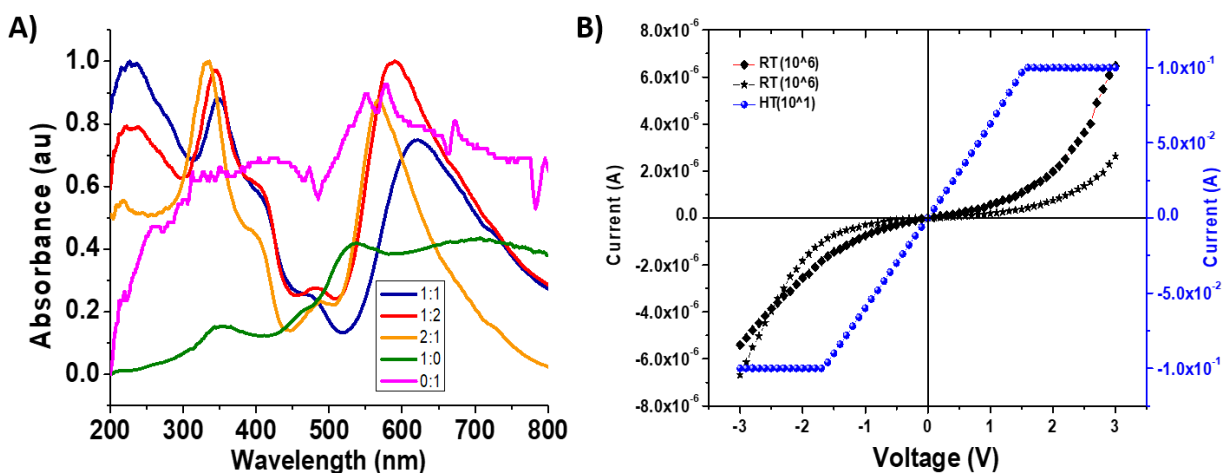 A)
Absorbance (au)
1.0
0.8
0.6
0.4
0.2
0.0
200
300
400
500
600
700
800
Wavelength (nm)
1:1
1:2
2:1
1:0
0:1
B)
Current (A)
8.0x10^-6
6.0x10^-6
4.0x10^-6
2.0x10^-6
0.0
-2.0x10^-6
-4.0x10^-6
-6.0x10^-6
-8.0x10^-6
RT(10^6)
RT(10^6)
HT(10^1)
-3
-2
-1
0
1
2
3
Voltage (V)
1.0x10^-1
5.0x10^-2
0.0
-5.0x10^-2
-1.0x10^-1
Current (A)